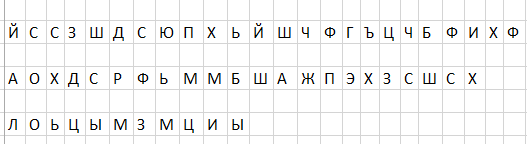 Й С С З Ш Д С Ю П Х Ь Й Ш Ч Ф Г Ъ Ц Ч Б Ф И Х Ф
А О Х Д С Р Ф Ь М М Б Ш А Ж П Э Х З С Ш С Х
Л О Ь Ц Ы М З М Ц И Ы